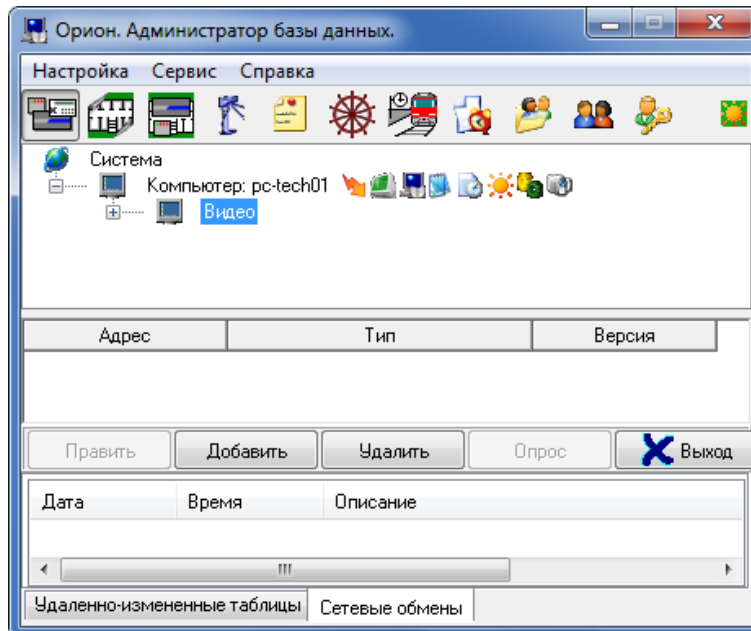 Орион. Администратор базы данных.
Настройка Сервис Справка
Система
Компьютер: pc-tech01
Видео
Адрес Тип Версия
Править Добавить Удалить Опрос Выход
Дата Время Описание
Удаленно-измененные таблицы Сетевые обмены